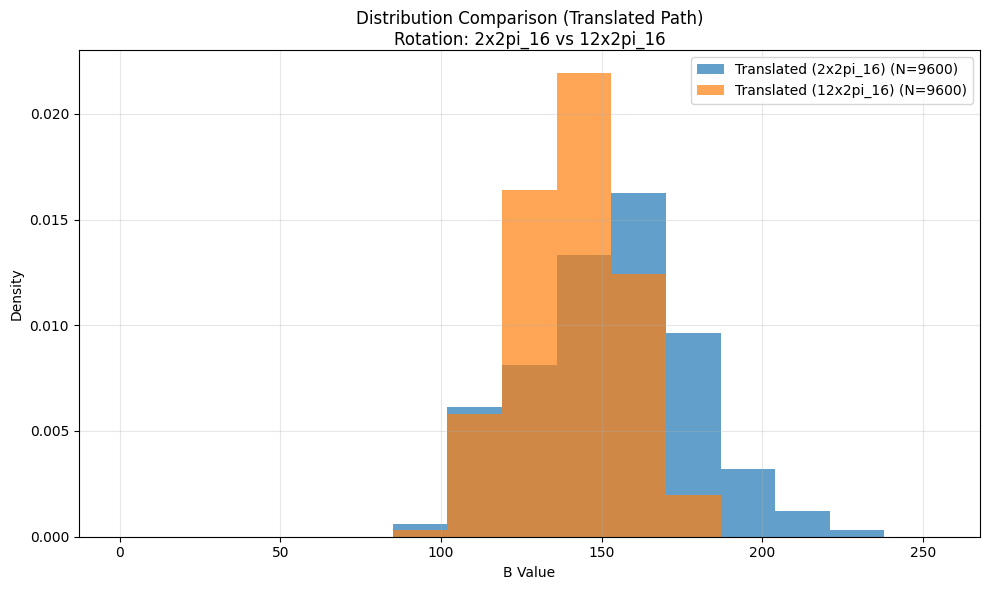 Distribution Comparison (Translated Path)
Rotation: 2x2pi_16 vs 12x2pi_16
Translated (2x2pi_16) (N=9600)
Translated (12x2pi_16) (N=9600)
Density
0.020
0.015
0.010
0.005
0.000
0 50 100 150 200 250
B Value